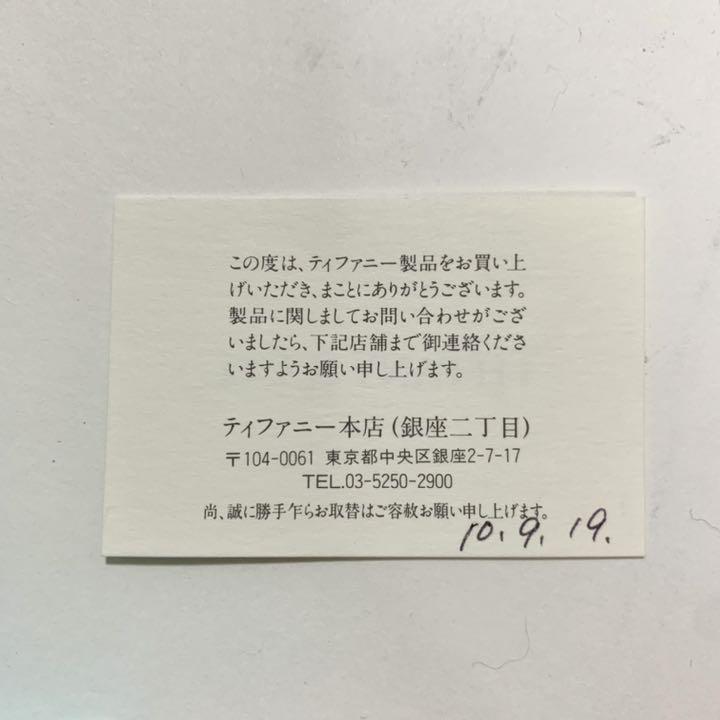 この度は、ティファニー製品をお買い上
げいただき、まことにありがとうございます。
製品に関しましてお問い合わせがござ
いましたら、下記店舗まで御連絡くださ
いますようお願い申し上げます。
ティファニー本店(銀座二丁目)
〒104-0061 東京都中央区銀座2-7-17
TEL.03-5250-2900
尚、誠に勝手乍らお取替はご容赦お願い申し上げます。
10. 9. 19.